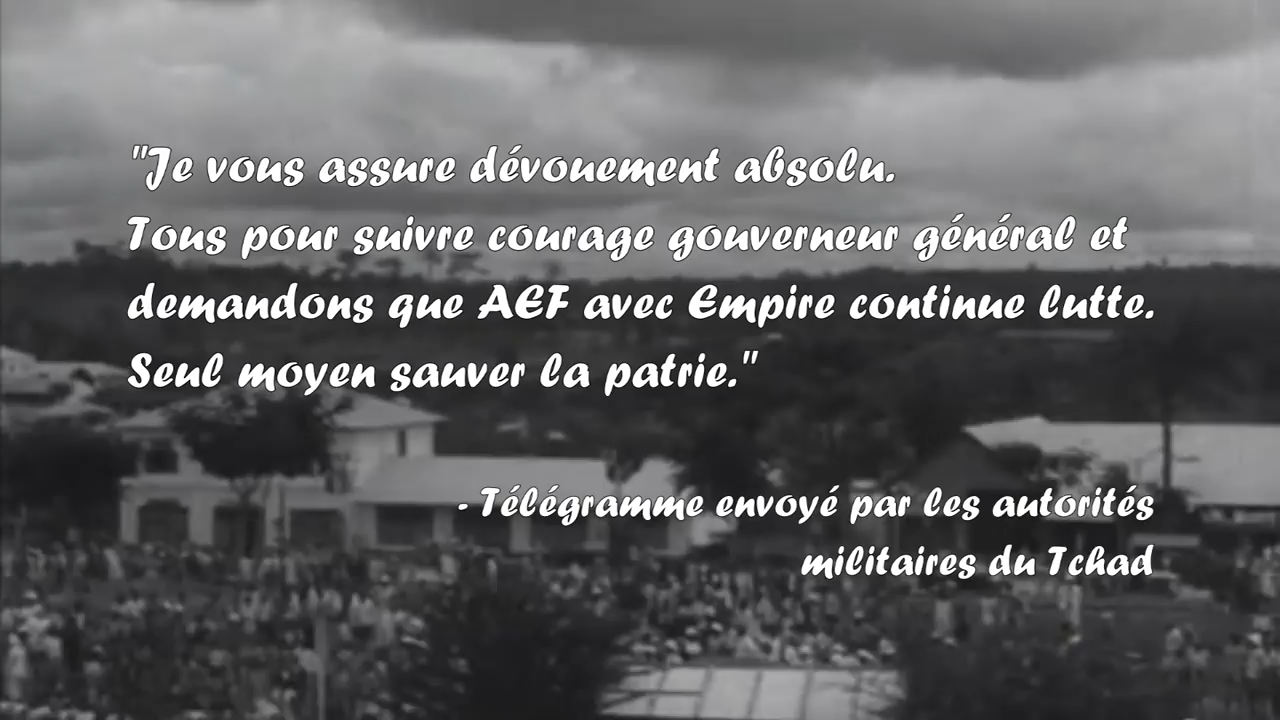 "Je vous assure dévouement absolu.
Tous pour suivre courage gouverneur général et
demandons que AEF avec Empire continue lutte.
Seul moyen sauver la patrie."
- Télégramme envoyé par les autorités
militaires du Tchad